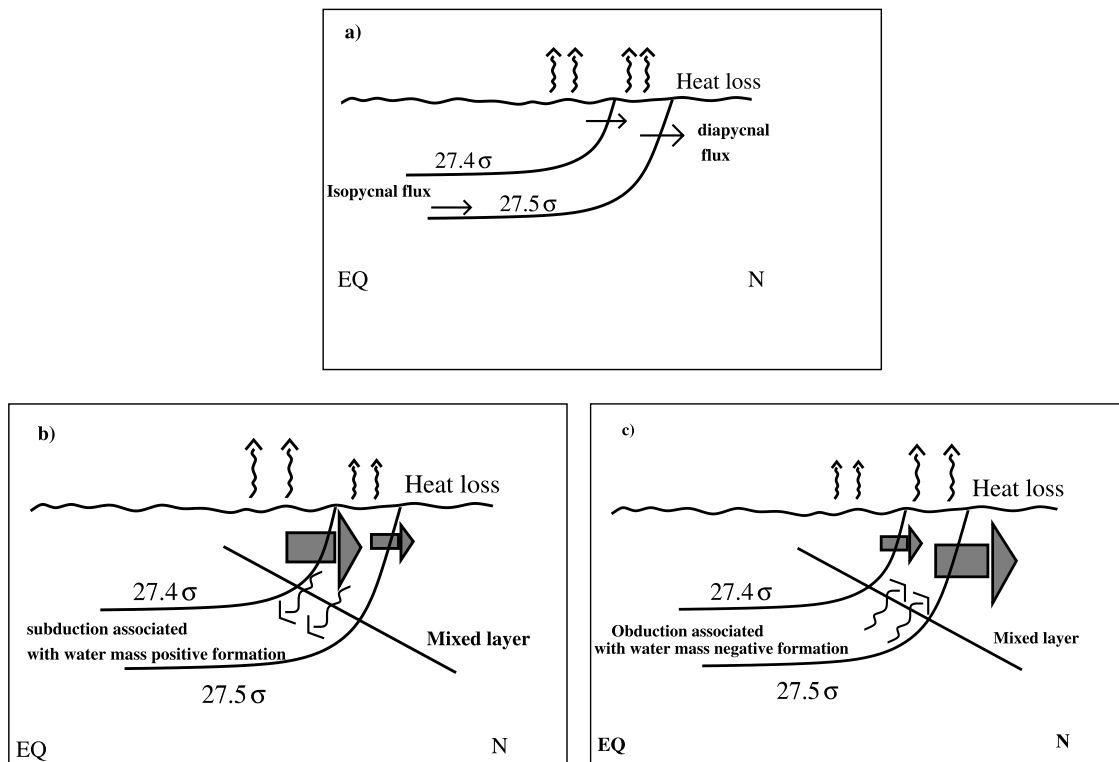 a)
Heat loss
diapycnal
flux
27.4 σ
Isopycnal flux
27.5 σ
EQ
N
b)
Heat loss
27.4 σ
subduction associated
with water mass positive formation
Mixed layer
27.5 σ
EQ
N
c)
Heat loss
27.4 σ
Obduction associated
with water mass negative formation
Mixed layer
27.5 σ
EQ
N